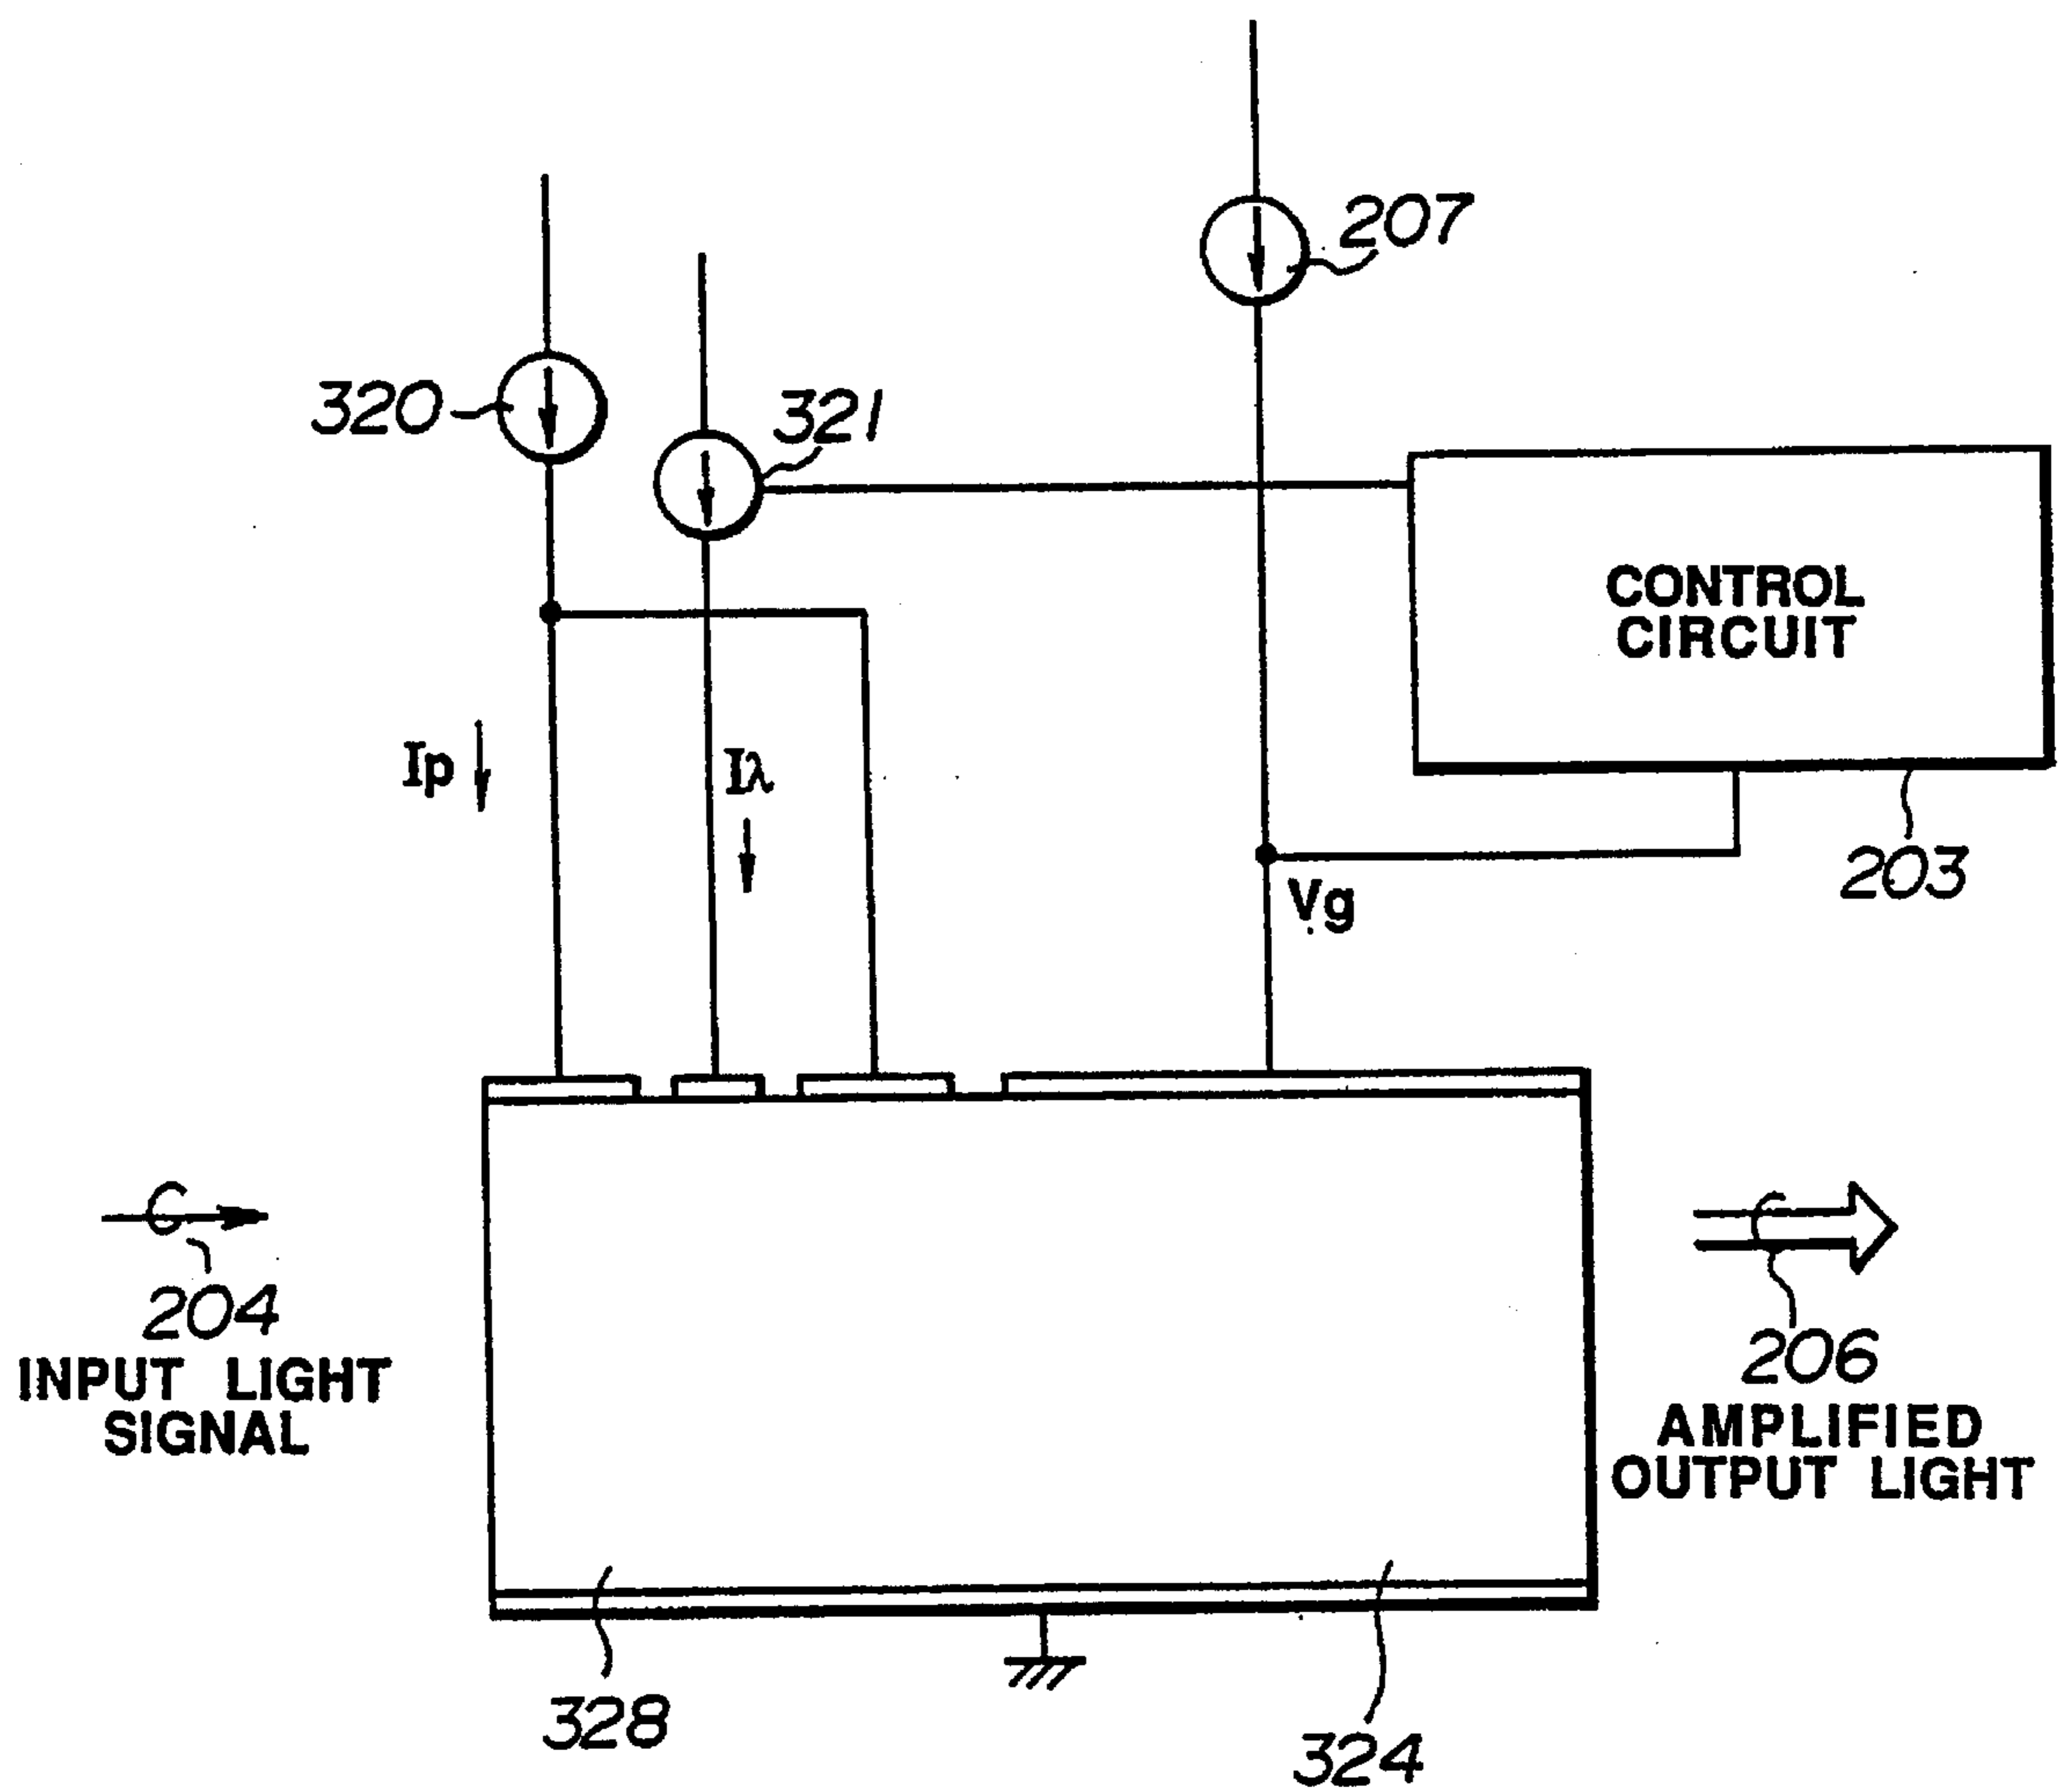 207
320
321
CONTROL
CIRCUIT
Ip
Iλ
203
Vg
204
INPUT LIGHT
SIGNAL
206
AMPLIFIED
OUTPUT LIGHT
328
324